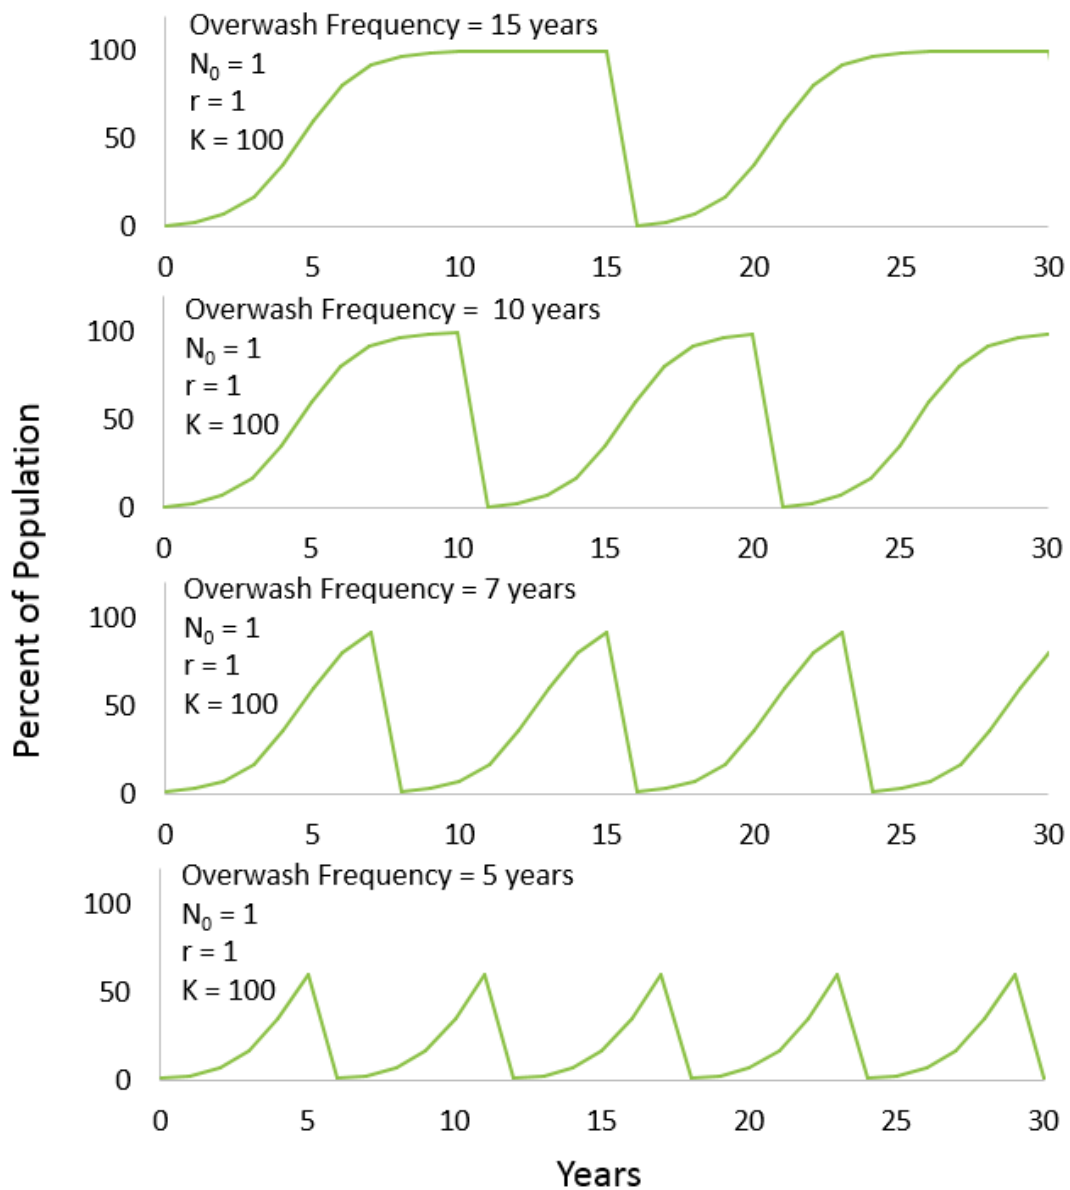 Percent of Population
Overwash Frequency = 15 years
N₀ = 1
r = 1
K = 100
100
50
0
0 5 10 15 20 25 30
Overwash Frequency =  10 years
N₀ = 1
r = 1
K = 100
100
50
0
0 5 10 15 20 25 30
Overwash Frequency = 7 years
N₀ = 1
r = 1
K = 100
100
50
0
0 5 10 15 20 25 30
Overwash Frequency = 5 years
N₀ = 1
r = 1
K = 100
100
50
0
0 5 10 15 20 25 30
Years